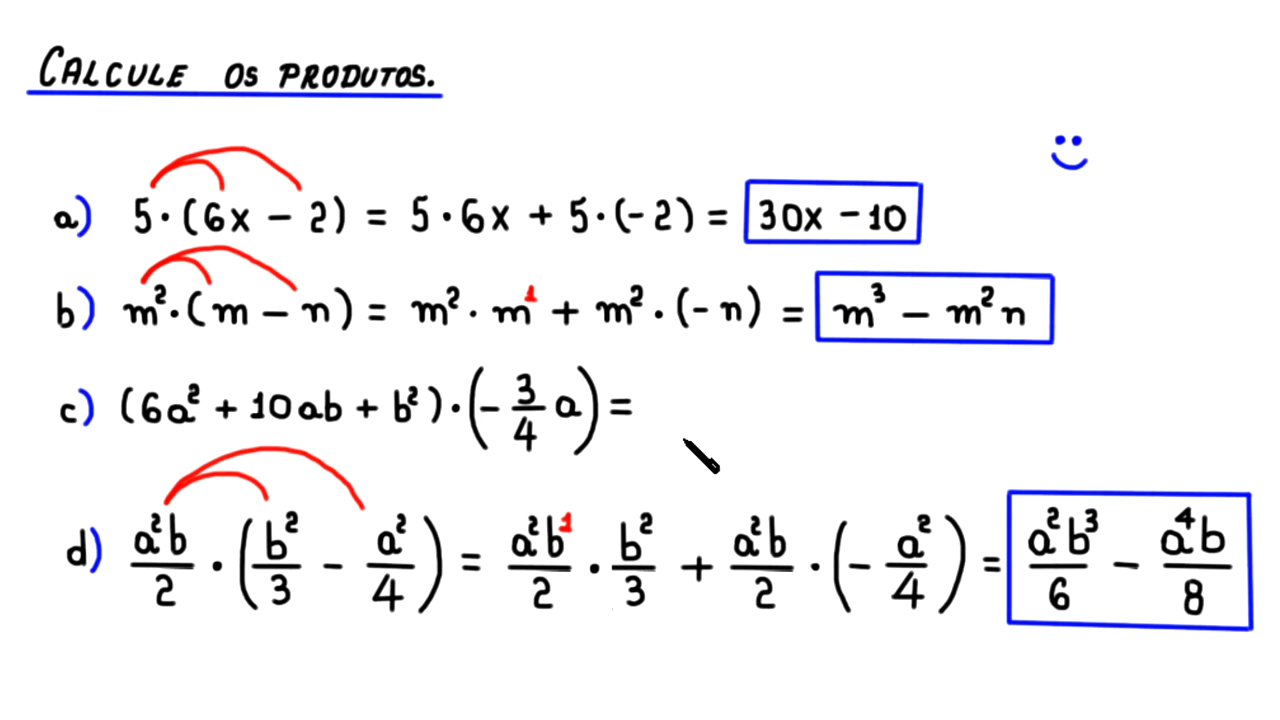 CALCULE OS PRODUTOS.
a) 5·(6x − 2) = 5·6x + 5·(−2) = 30x − 10
b) m²·(m − n) = m²·m¹ + m²·(−n) = m³ − m²n
c) (6a² + 10ab + b²)·(−3/4 a) =
d) a²b/2 · (b²/3 − a²/4) = a²b¹/2 · b²/3 + a²b/2 · (−a²/4) = a²b³/6 − a⁴b/8